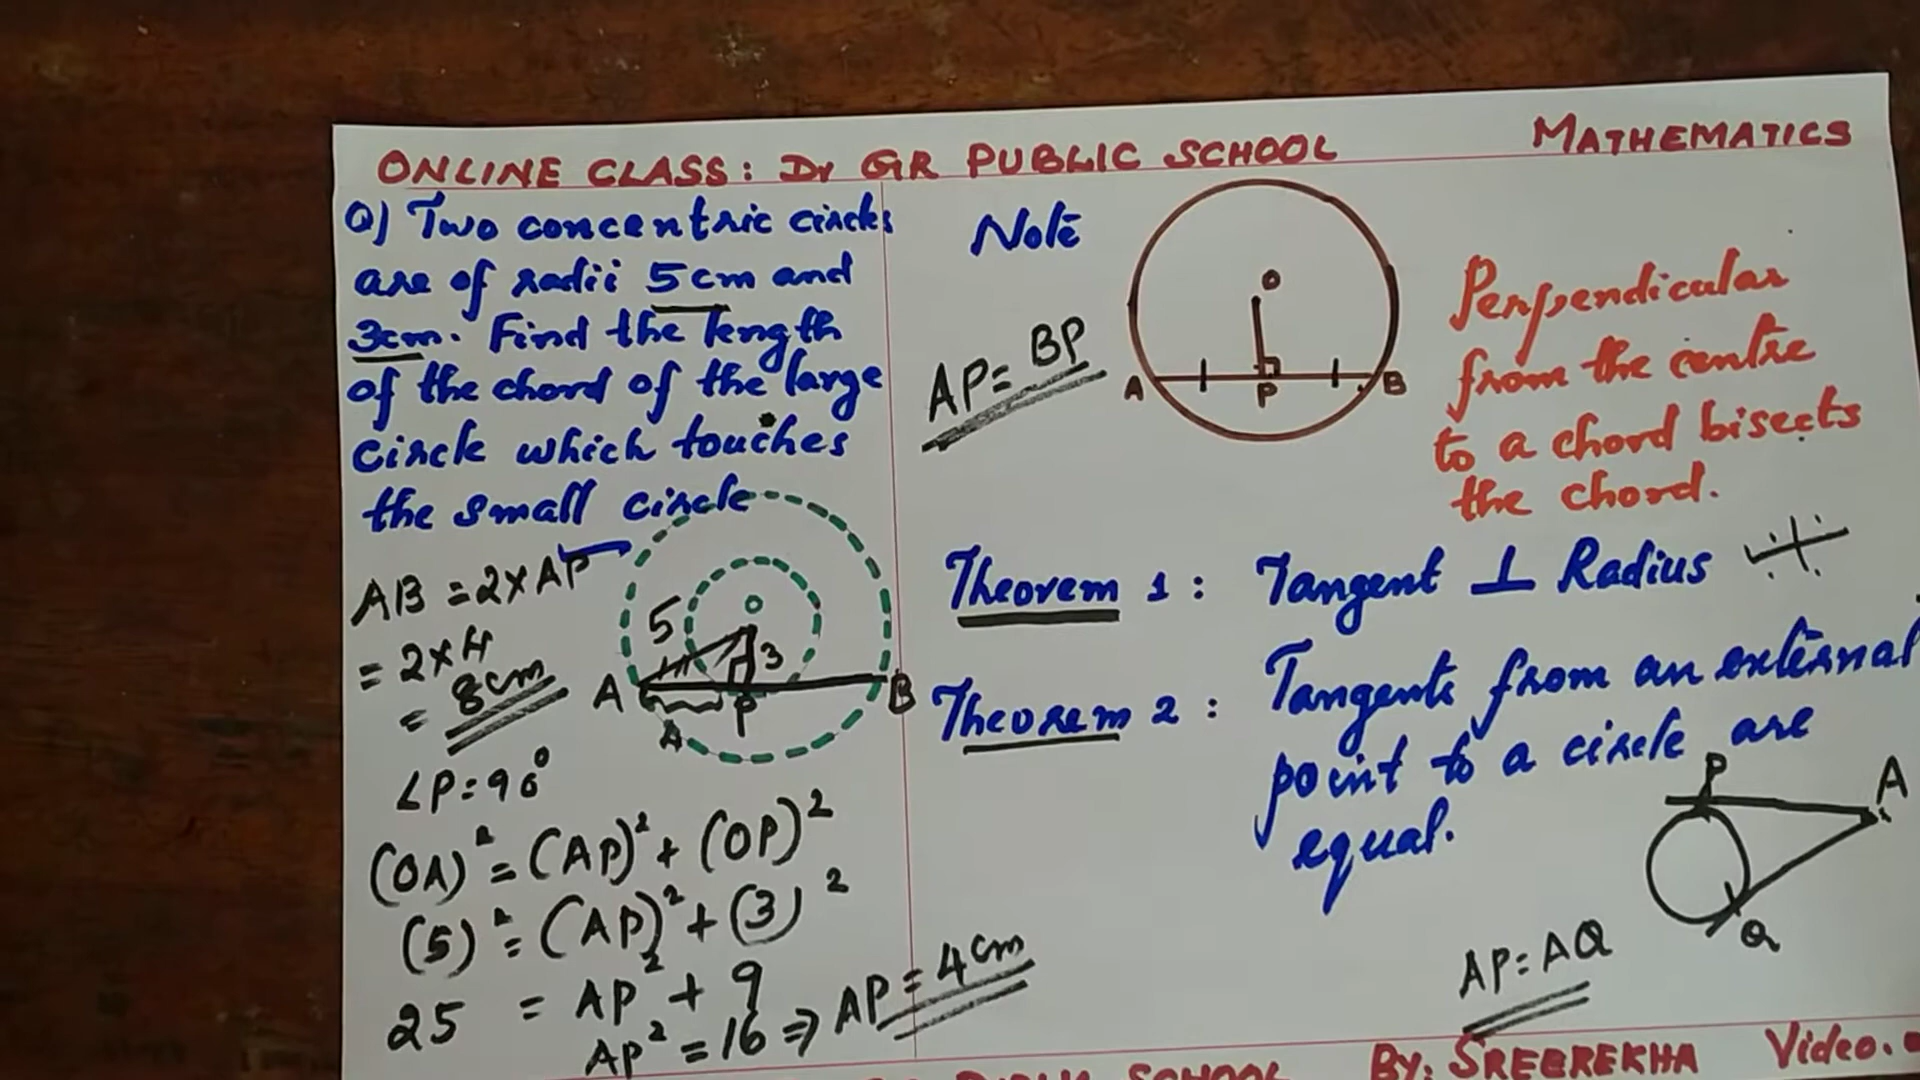 ONLINE CLASS: Dr GR PUBLIC SCHOOL MATHEMATICS
Q) Two concentric circles
are of radii 5cm and
3cm. Find the length
of the chord of the large
circle which touches
the small circle
AB = 2×AP
= 2×4
= 8cm
∠P = 90°
(OA)² = (AP)² + (OP)²
(5)² = (AP)² + (3)²
25 = AP² + 9
AP² = 16 ⇒ AP = 4cm
O
5
3
A
P
B
A
Note
AP = BP
O
A
P
B
Perpendicular
from the centre
to a chord bisects
the chord.
Theorem 1: Tangent ⊥ Radius
Theorem 2: Tangents from an external
point to a circle are
equal.
P
A
Q
AP = AQ
SCHOOL BY: SREEREKHA Video.